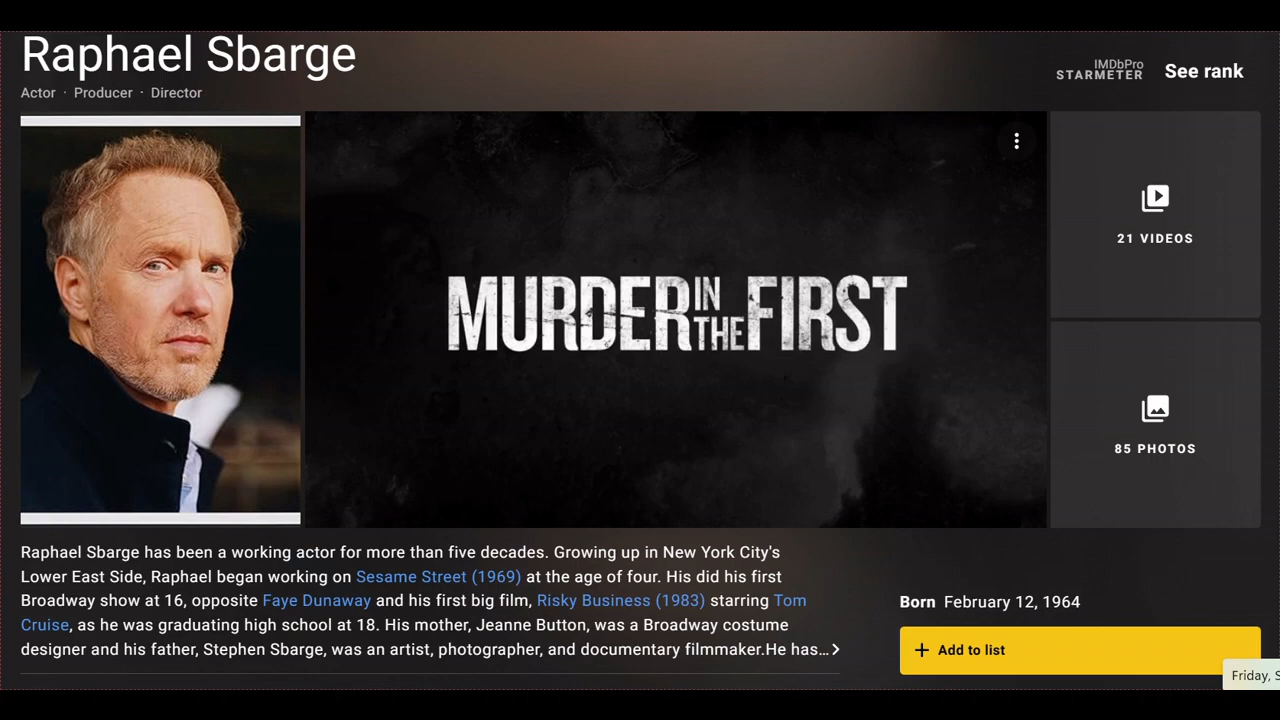 Raphael Sbarge
IMDbPro
STARMETER
See rank
Actor · Producer · Director
MURDER IN THE FIRST
21 VIDEOS
85 PHOTOS
Raphael Sbarge has been a working actor for more than five decades. Growing up in New York City's
Lower East Side, Raphael began working on Sesame Street (1969) at the age of four. His did his first
Broadway show at 16, opposite Faye Dunaway and his first big film, Risky Business (1983) starring Tom
Cruise, as he was graduating high school at 18. His mother, Jeanne Button, was a Broadway costume
designer and his father, Stephen Sbarge, was an artist, photographer, and documentary filmmaker.He has...
Born February 12, 1964
+ Add to list
Friday, S